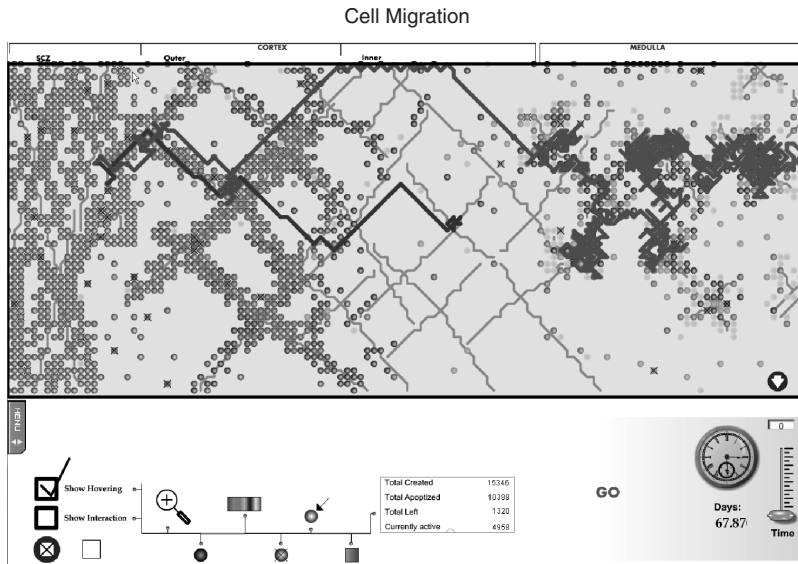 Cell Migration
CORTEX
MEDULLA
SCZ
Outer
Inner
MENU
Show Hovering
Show Interaction
Total Created 15346
Total Apoptized 10388
Total Left 1320
Currently active 4958
GO
Days:
67.87
0
Time